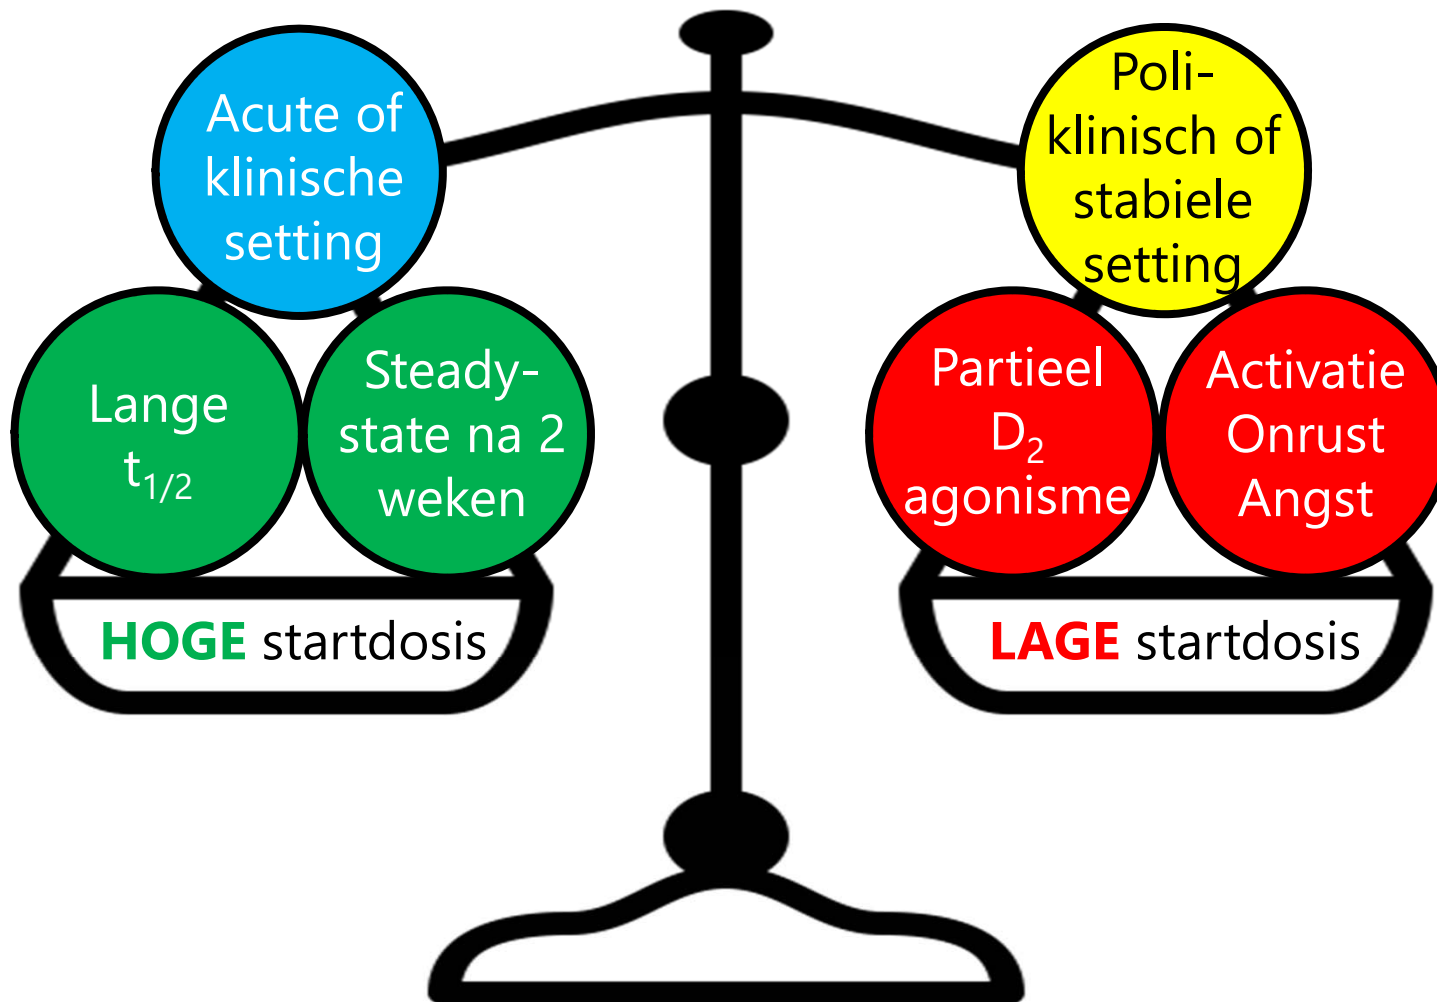 Acute of
klinische
setting
Lange
t1/2
Steady-
state na 2
weken
HOGE startdosis
Poli-
klinisch of
stabiele
setting
Partieel
D2
agonisme
Activatie
Onrust
Angst
LAGE startdosis